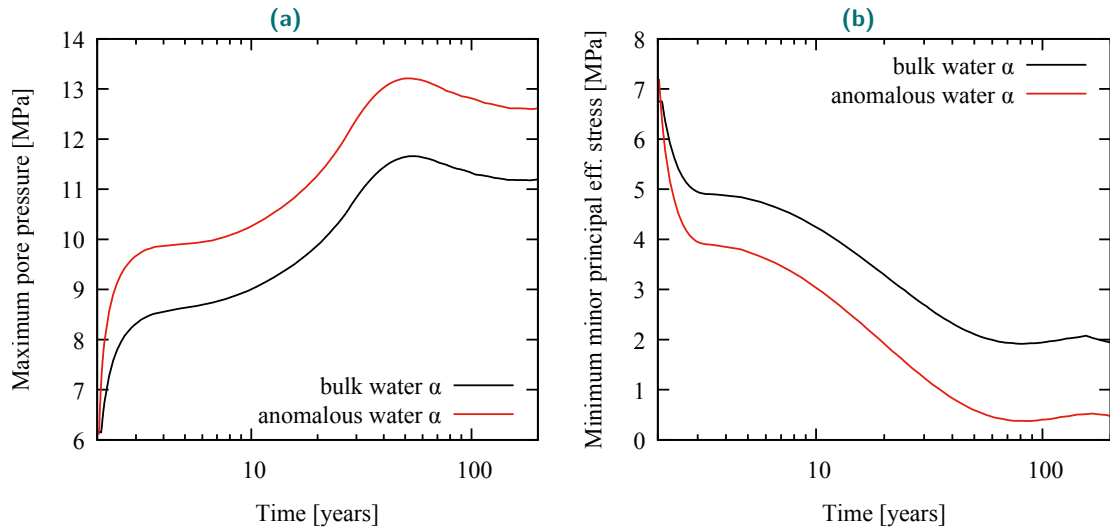 (a)
Maximum pore pressure [MPa]
14
13
12
11
10
9
8
7
6
bulk water α
anomalous water α
10
100
Time [years]
(b)
Minimum minor principal eff. stress [MPa]
8
7
6
5
4
3
2
1
0
bulk water α
anomalous water α
10
100
Time [years]